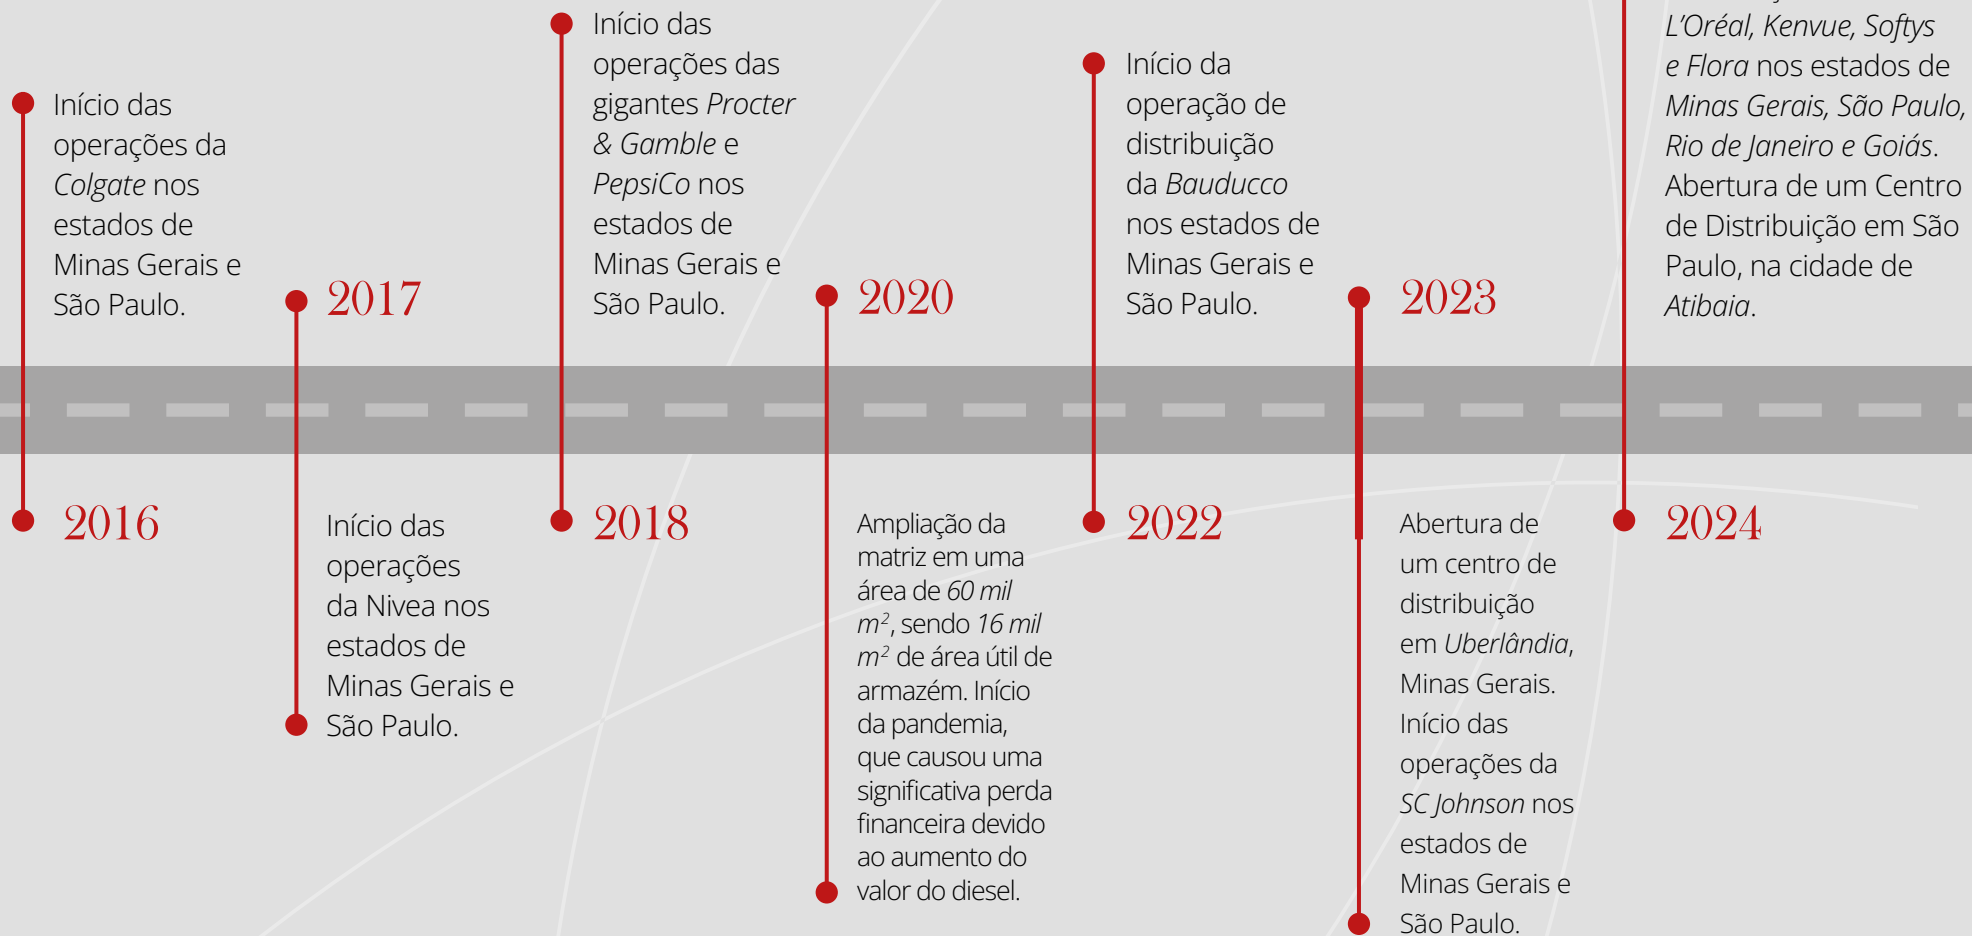 Início das
operações da
Colgate nos
estados de
Minas Gerais e
São Paulo.
2016
2017
Início das
operações
da Nivea nos
estados de
Minas Gerais e
São Paulo.
Início das
operações das
gigantes Procter
& Gamble e
PepsiCo nos
estados de
Minas Gerais e
São Paulo.
2018
2020
Ampliação da
matriz em uma
área de 60 mil
m², sendo 16 mil
m² de área útil de
armazém. Início
da pandemia,
que causou uma
significativa perda
financeira devido
ao aumento do
valor do diesel.
Início da
operação de
distribuição
da Bauducco
nos estados de
Minas Gerais e
São Paulo.
2022
2023
Abertura de
um centro de
distribuição
em Uberlândia,
Minas Gerais.
Início das
operações da
SC Johnson nos
estados de
Minas Gerais e
São Paulo.
L’Oréal, Kenvue, Softys
e Flora nos estados de
Minas Gerais, São Paulo,
Rio de Janeiro e Goiás.
Abertura de um Centro
de Distribuição em São
Paulo, na cidade de
Atibaia.
2024